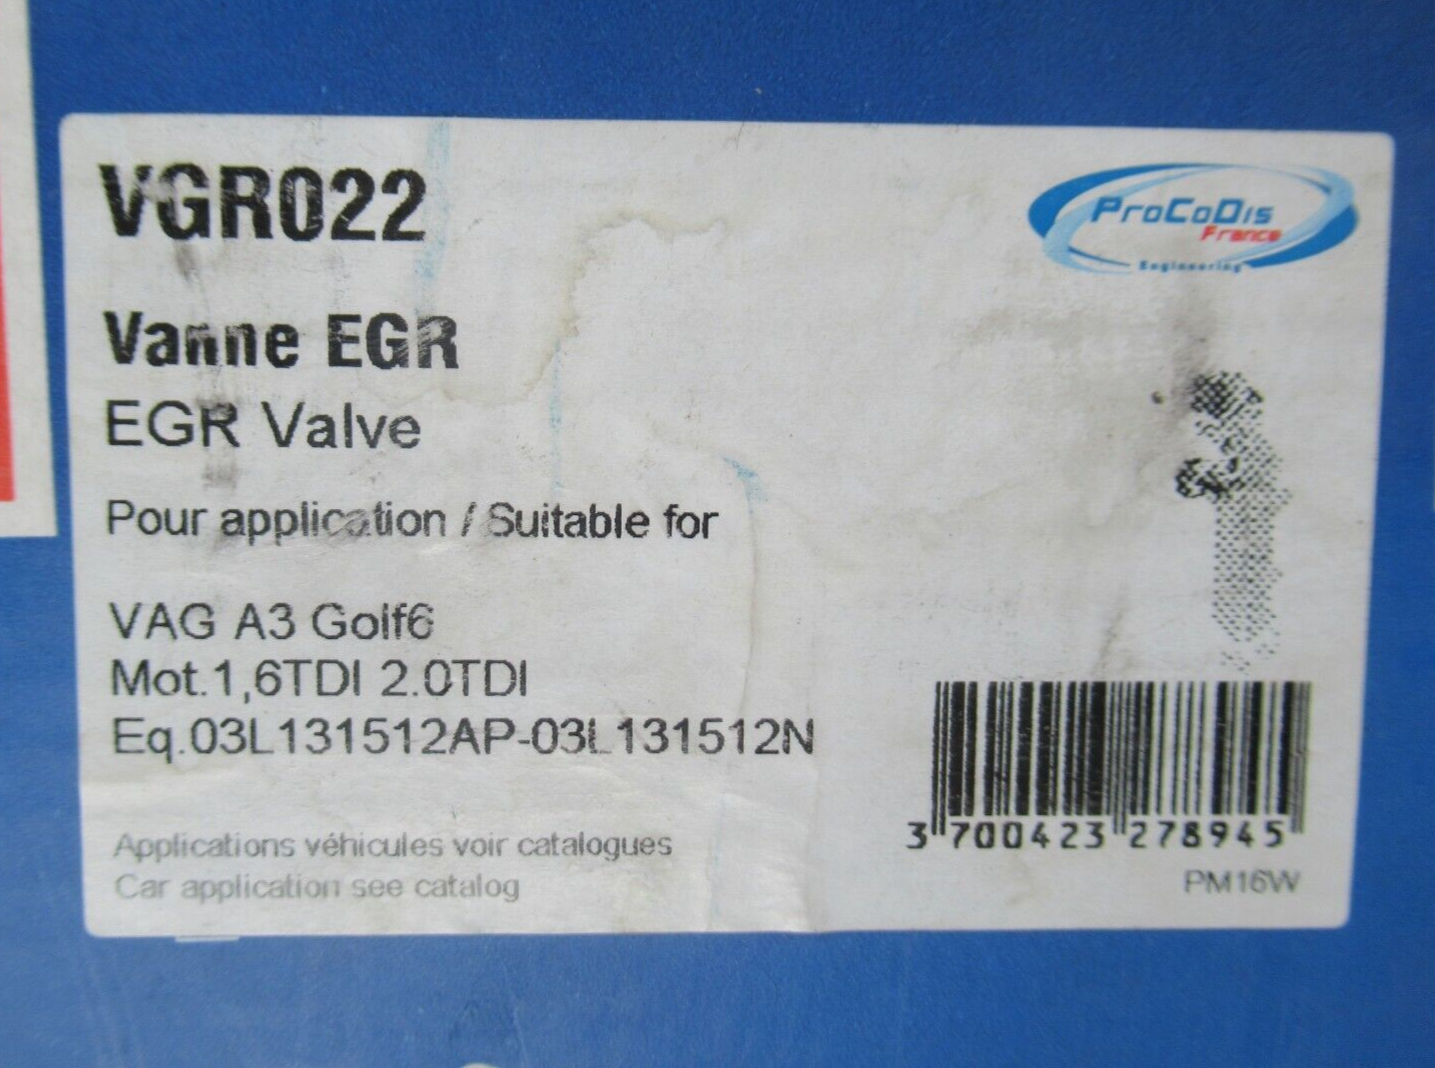 VGR022
ProCoDis
France
Engineering
Vanne EGR
EGR Valve
Pour application / Suitable for
VAG A3 Golf6
Mot.1,6TDI 2.0TDI
Eq.03L131512AP-03L131512N
Applications véhicules voir catalogues
Car application see catalog
3 700423 278945
PM16W